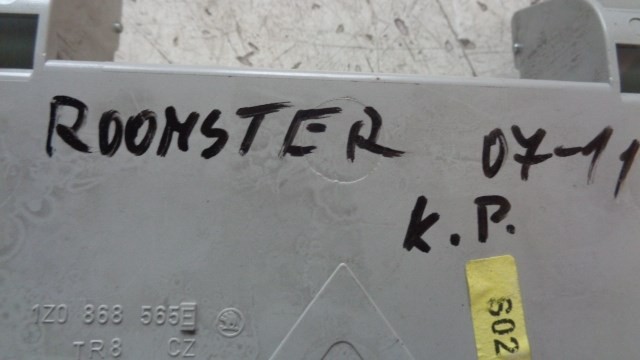 ROOMSTER 07-11
K.P.
1Z0 868 565E
TR8 CZ
S02